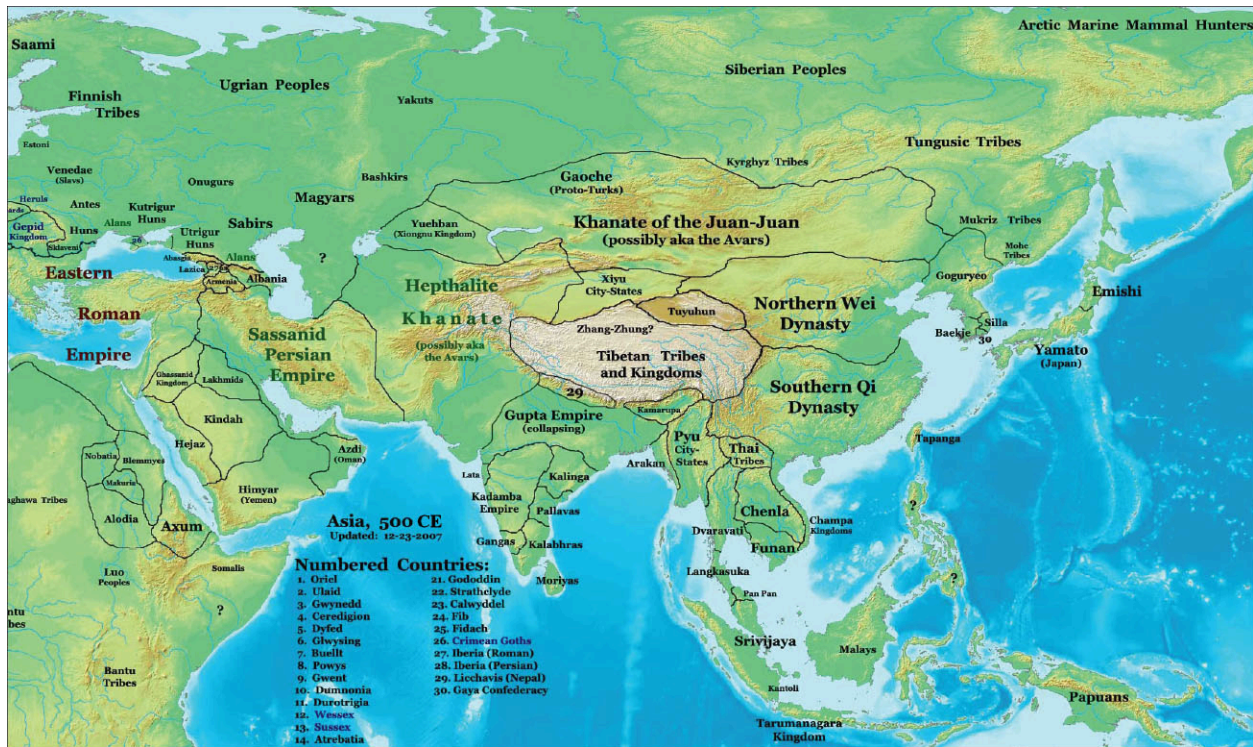 Arctic Marine Mammal Hunters
Saami
Siberian Peoples
Ugrian Peoples
Finnish
Tribes
Yakuts
Tungusic Tribes
Estoni
Kyrghyz Tribes
Venedae
(Slavs)
Bashkirs
Gaoche
(Proto-Turks)
Onugurs
Magyars
Heruls
Antes
Kutrigur
Huns
Sabirs
Yuehban
(Xiongnu Kingdom)
Khanate of the Juan-Juan
(possibly aka the Avars)
Mukriz Tribes
Gepid
Kingdom
Huns
Alans
26
Utrigur
Huns
Sklaveni
Mohe
Tribes
Abasgia
Alans
?
Lazica
27
Albania
Armenia
Eastern
Roman
Empire
Goguryeo
Xiyu
City-States
Hepthalite
Khanate
(possibly aka
the Avars)
Tuyuhun
Northern Wei
Dynasty
Emishi
Silla
Baekje
30
Yamato
(Japan)
Zhang-Zhung?
Tibetan Tribes
and Kingdoms
Sassanid
Persian
Empire
Ghassanid
Kingdom
Lakhmids
Southern Qi
Dynasty
29
Kamarupa
Gupta Empire
(collapsing)
Kindah
Hejaz
Azdi
(Oman)
Pyu
City-
States
Thai
Tribes
Tapanga
Nobatia
Blemmyes
Makuria
Arakan
Lata
Kalinga
aghawa Tribes
Alodia
Himyar
(Yemen)
Kadamba
Empire
Pallavas
Chenla
?
Axum
Asia, 500 CE
Updated: 12-23-2007
Gangas
Kalabhras
Dvaravati
Champa
Kingdoms
Funan
Luo
Peoples
Somalis
Moriyas
Langkasuka
Pan Pan
?
?
Numbered Countries:
1. Oriel
2. Ulaid
3. Gwynedd
4. Ceredigion
5. Dyfed
6. Glwysing
7. Buellt
8. Powys
9. Gwent
10. Dumnonia
11. Durotrigia
12. Wessex
13. Sussex
14. Atrebatia
21. Gododdin
22. Strathclyde
23. Calwyddel
24. Fib
25. Fidach
26. Crimean Goths
27. Iberia (Roman)
28. Iberia (Persian)
29. Licchavis (Nepal)
30. Gaya Confederacy
Srivijaya
Malays
Bantu
Tribes
Kantoli
Papuans
Tarumanagara
Kingdom